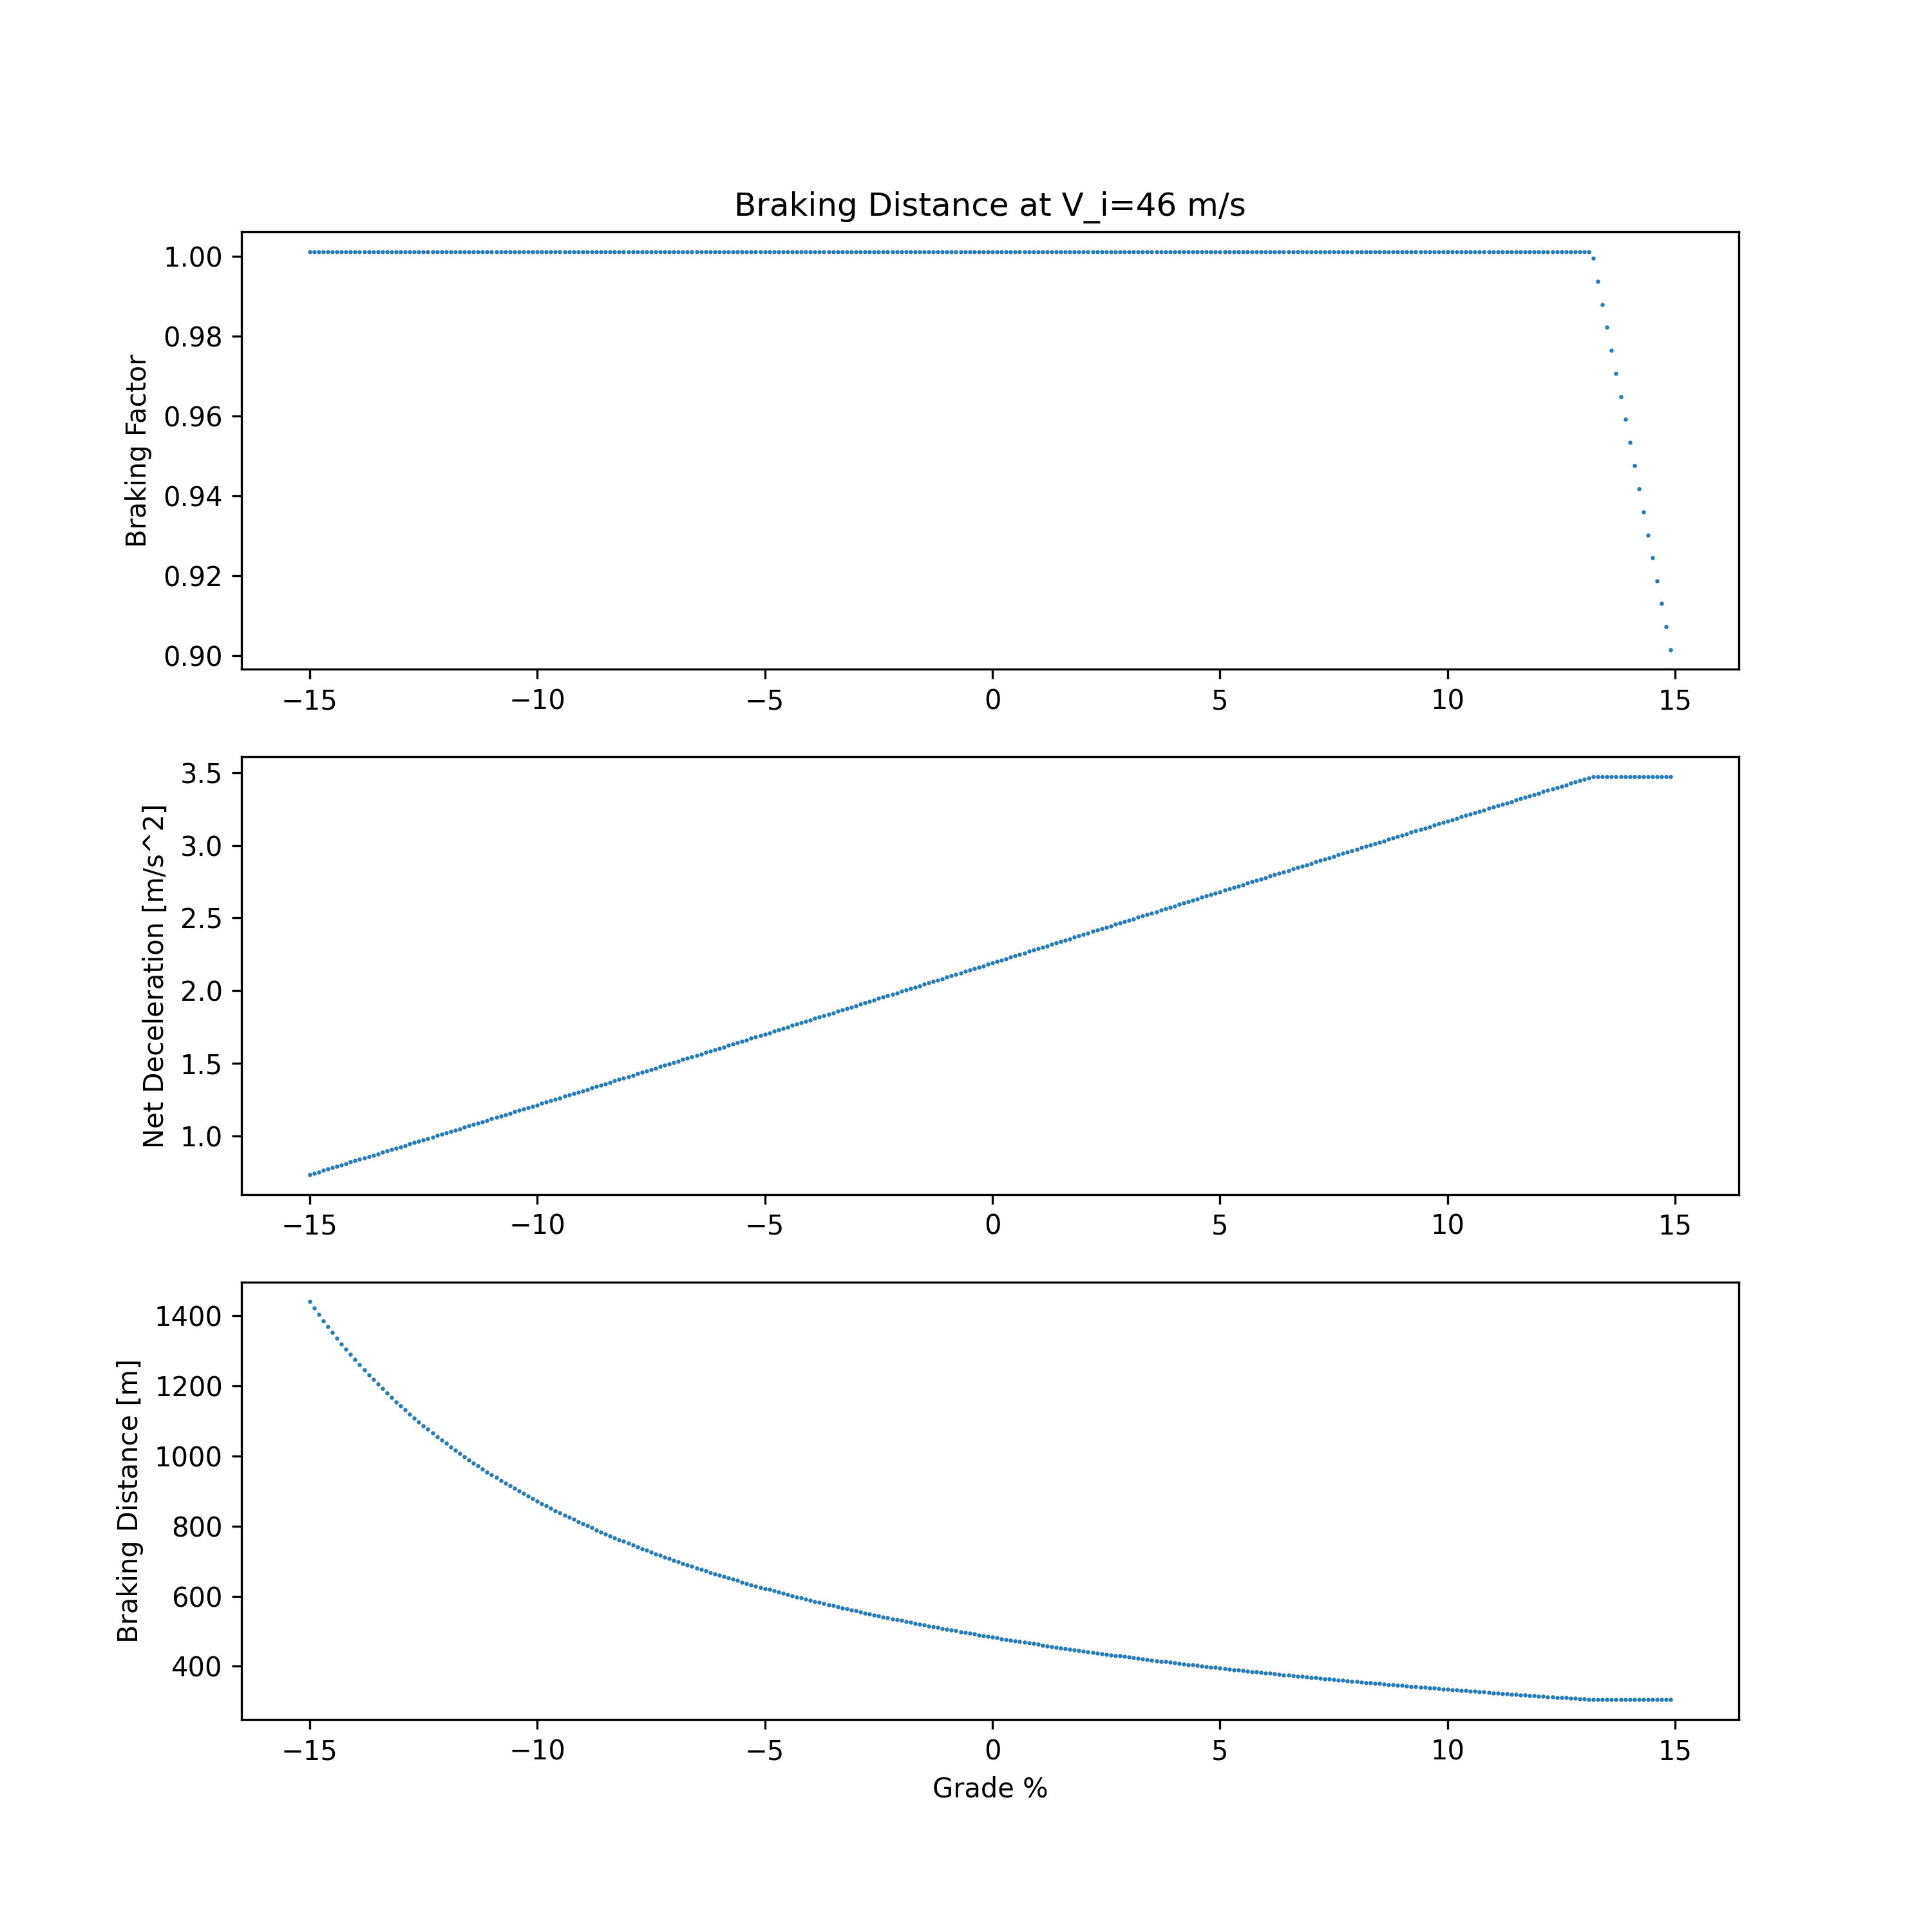 Braking Distance at V_i=46 m/s
Braking Factor
1.00
0.98
0.96
0.94
0.92
0.90
−15 −10 −5 0 5 10 15
Net Deceleration [m/s^2]
3.5
3.0
2.5
2.0
1.5
1.0
−15 −10 −5 0 5 10 15
Braking Distance [m]
1400
1200
1000
800
600
400
−15 −10 −5 0 5 10 15
Grade %